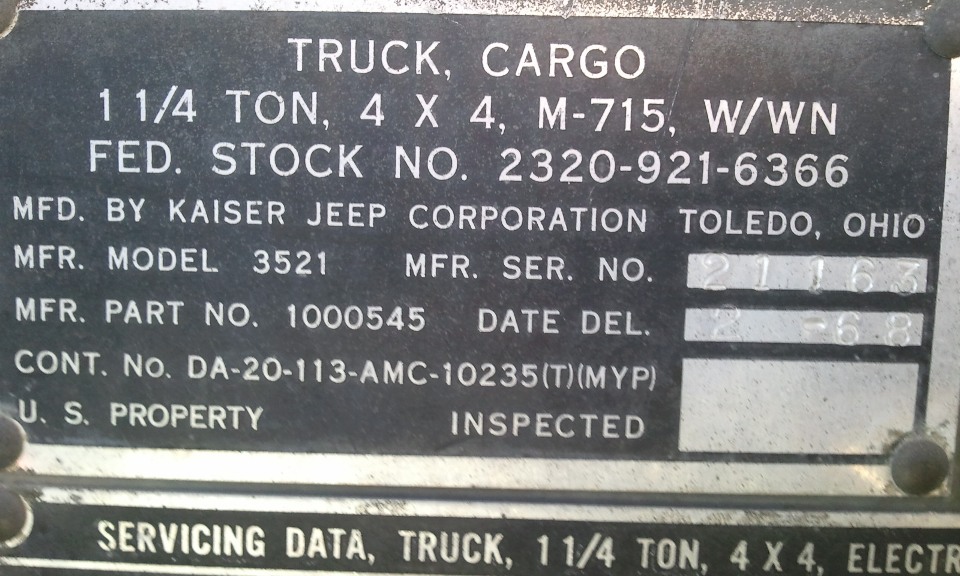 TRUCK, CARGO
1 1/4 TON, 4 X 4, M-715, W/WN
FED. STOCK NO. 2320-921-6366
MFD. BY KAISER JEEP CORPORATION TOLEDO, OHIO
MFR. MODEL 3521 MFR. SER. NO. 21163
MFR. PART NO. 1000545 DATE DEL. 2 -68
CONT. NO. DA-20-113-AMC-10235(T)(MYP)
U. S. PROPERTY INSPECTED
SERVICING DATA, TRUCK, 1 1/4 TON, 4 X 4, ELECTR